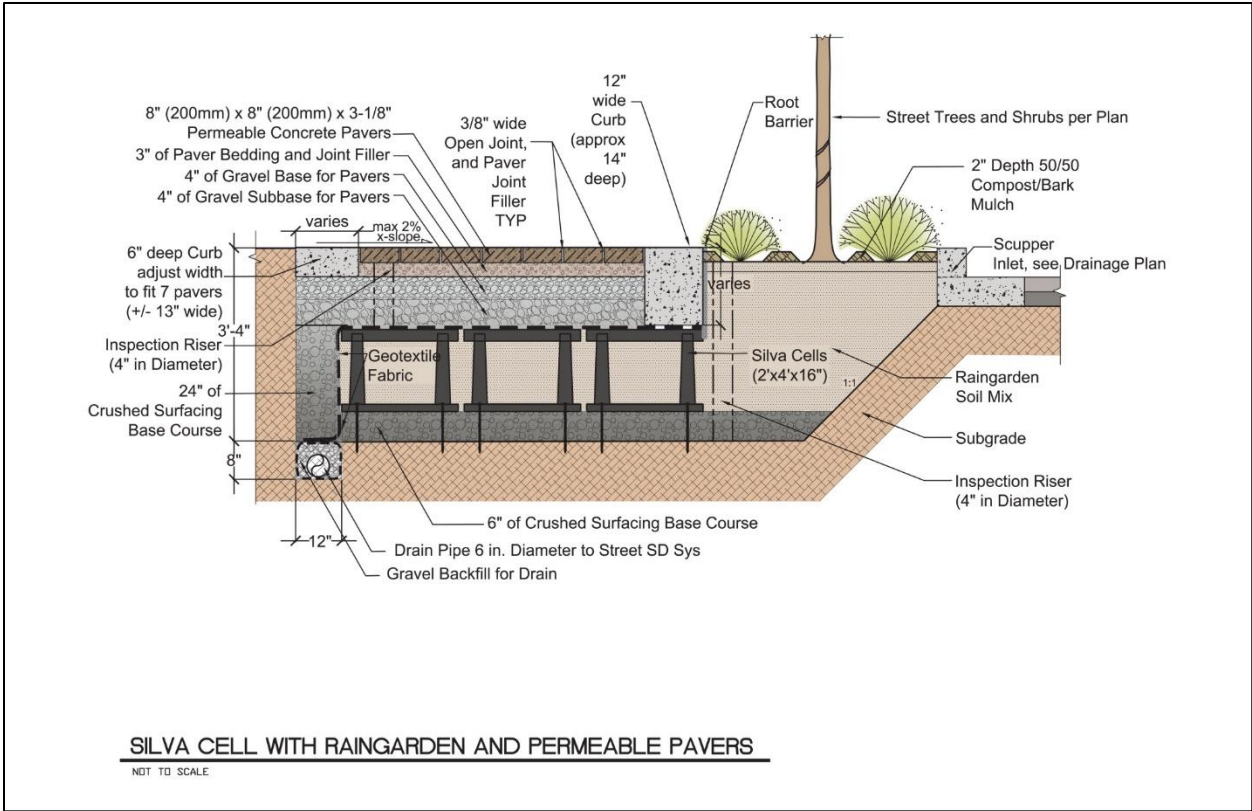 8" (200mm) x 8" (200mm) x 3-1/8"
Permeable Concrete Pavers
3" of Paver Bedding and Joint Filler
4" of Gravel Base for Pavers
4" of Gravel Subbase for Pavers
varies
max 2%
x-slope
3/8" wide
Open Joint,
and Paver
Joint
Filler
TYP
12"
wide
Curb
(approx
14"
deep)
Root
Barrier
Street Trees and Shrubs per Plan
2" Depth 50/50
Compost/Bark
Mulch
Scupper
Inlet, see Drainage Plan
6" deep Curb
adjust width
to fit 7 pavers
(+/- 13" wide)
3'-4"
Inspection Riser
(4" in Diameter)
24" of
Crushed Surfacing
Base Course
8"
12"
Geotextile
Fabric
varies
Silva Cells
(2'x4'x16")
1:1
Raingarden
Soil Mix
Subgrade
Inspection Riser
(4" in Diameter)
6" of Crushed Surfacing Base Course
Drain Pipe 6 in. Diameter to Street SD Sys
Gravel Backfill for Drain
SILVA CELL WITH RAINGARDEN AND PERMEABLE PAVERS
NOT TO SCALE